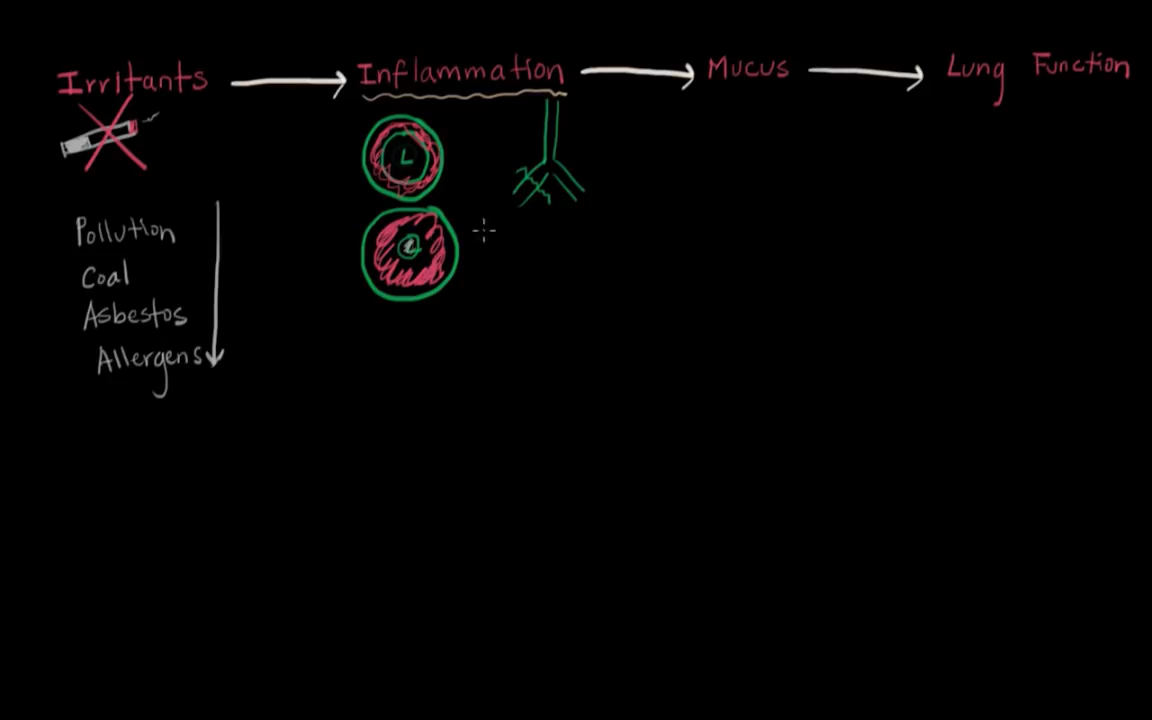 Irritants Inflammation Mucus Lung Function
L
L
Pollution
Coal
Asbestos
Allergens